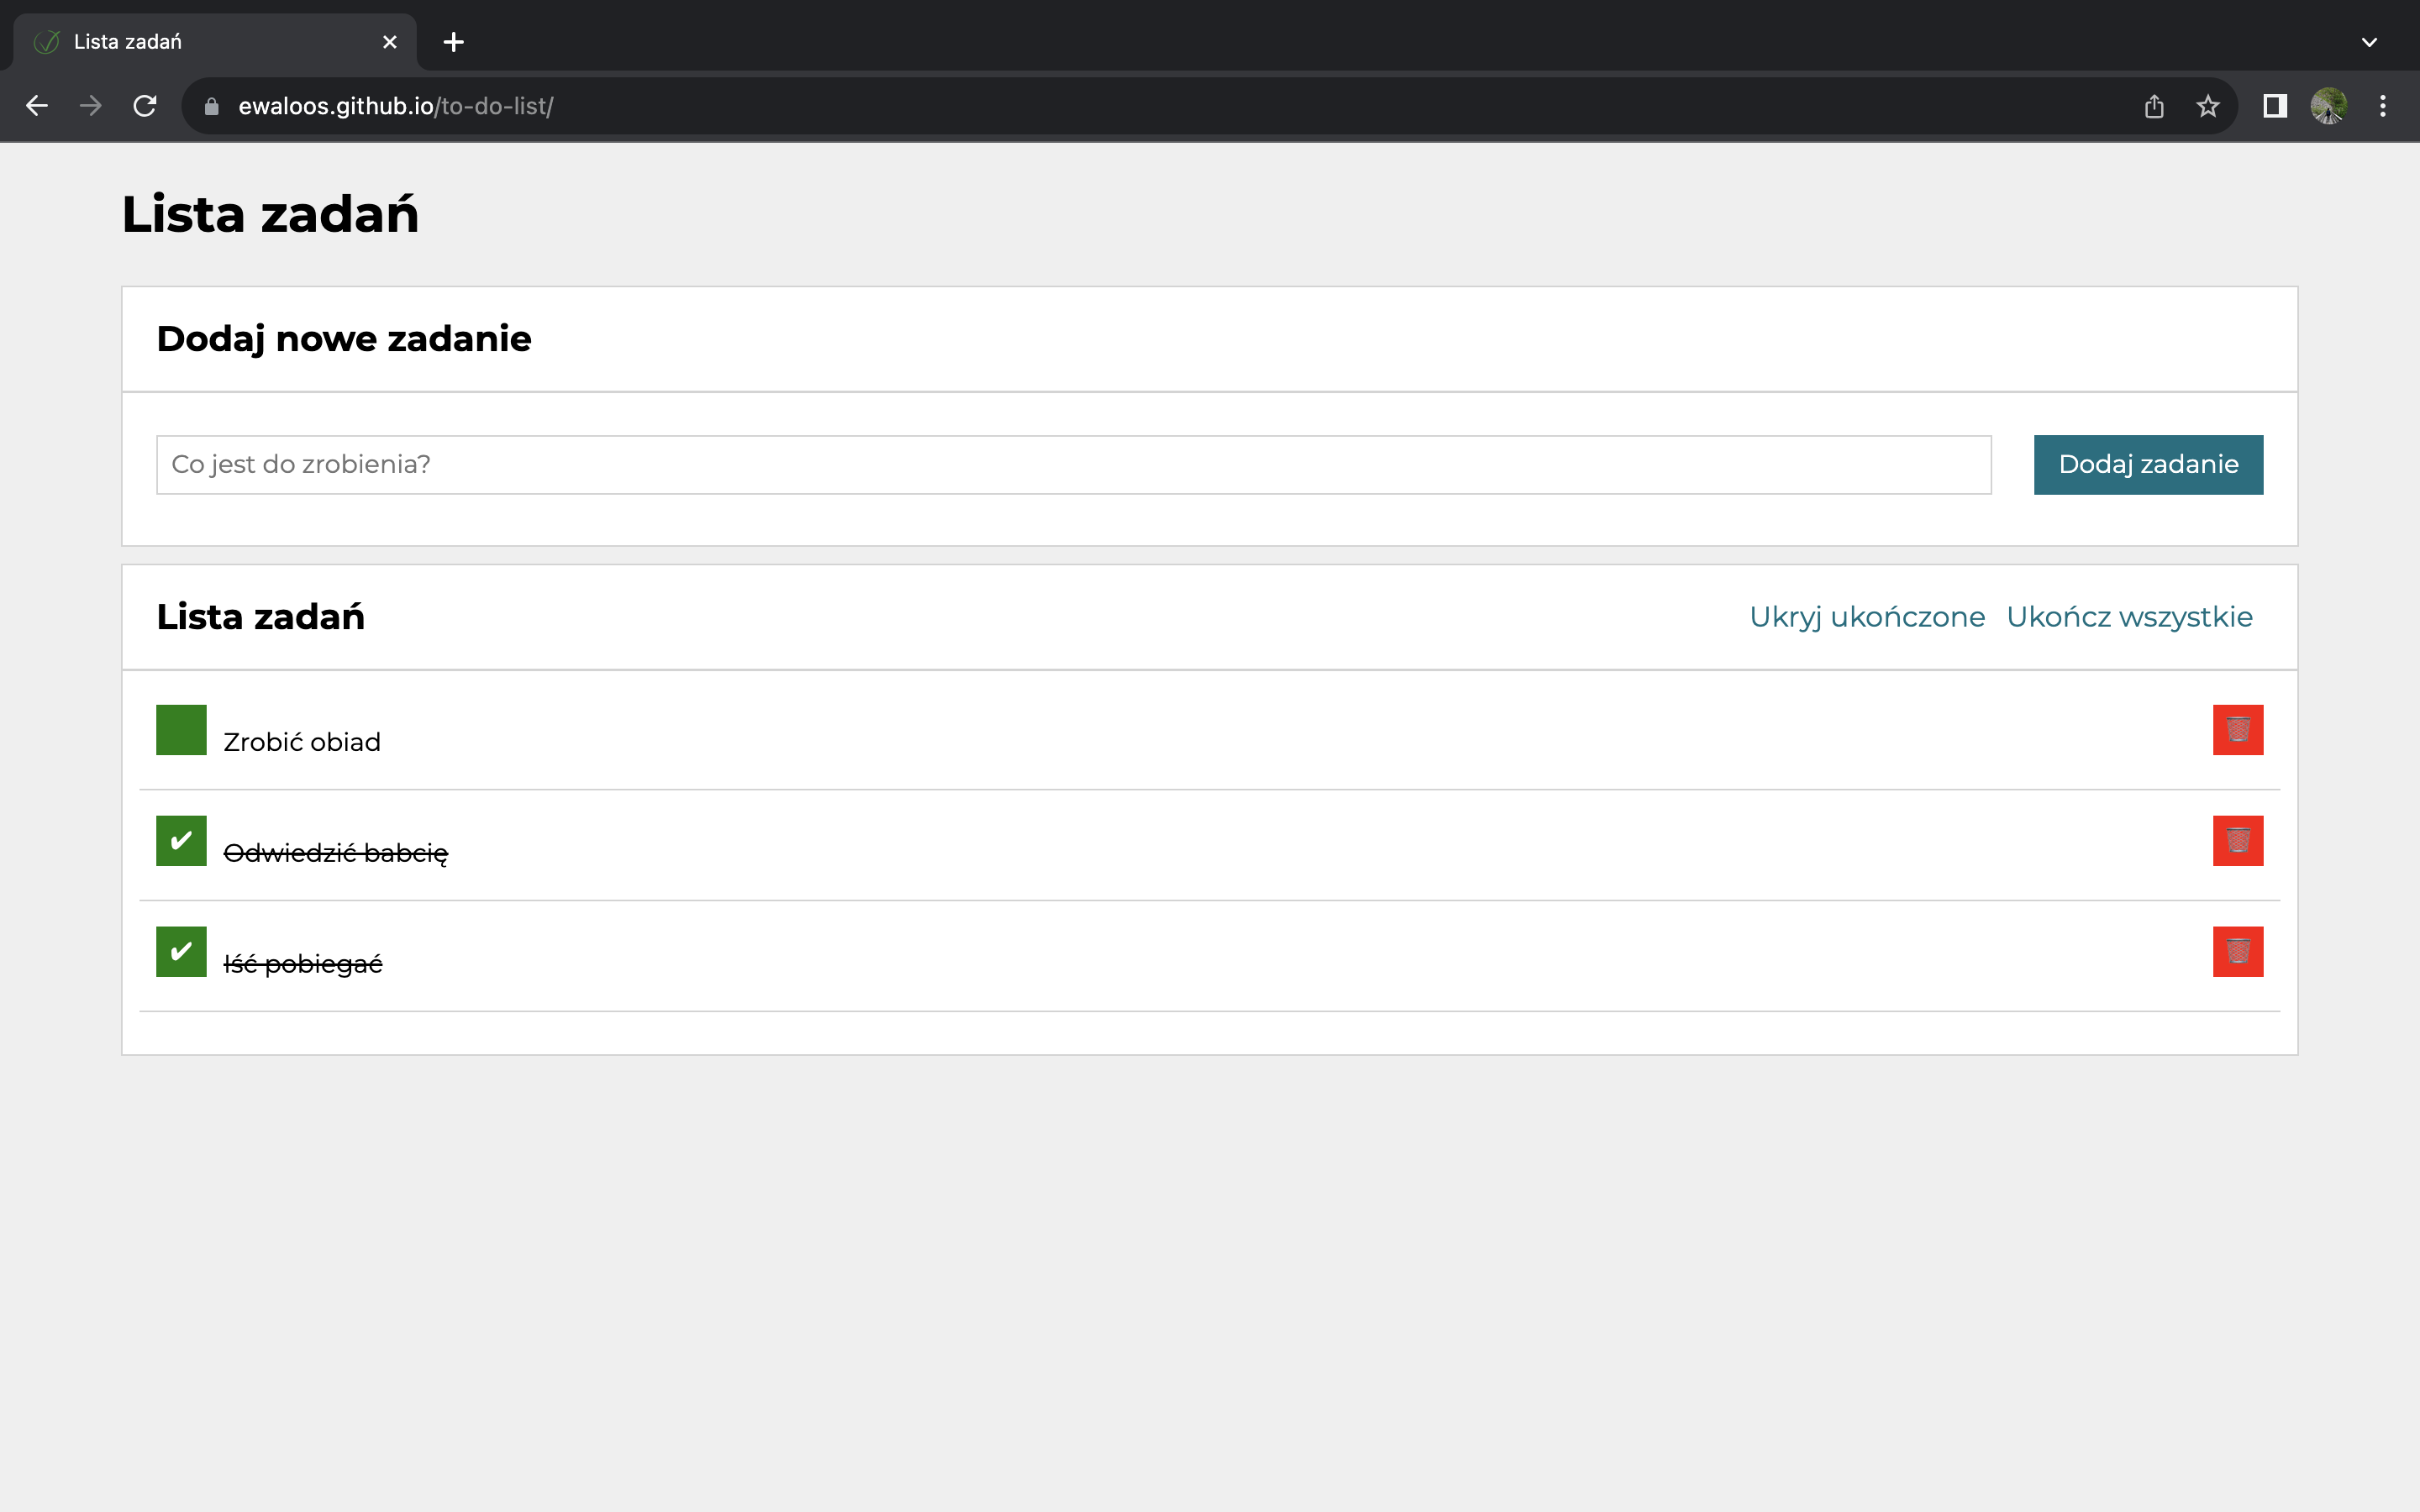 Lista zadań
ewaloos.github.io/to-do-list/
Lista zadań
Dodaj nowe zadanie
Co jest do zrobienia?
Dodaj zadanie
Lista zadań
Ukryj ukończone
Ukończ wszystkie
Zrobić obiad
Odwiedzić babcię
Iść pobiegać